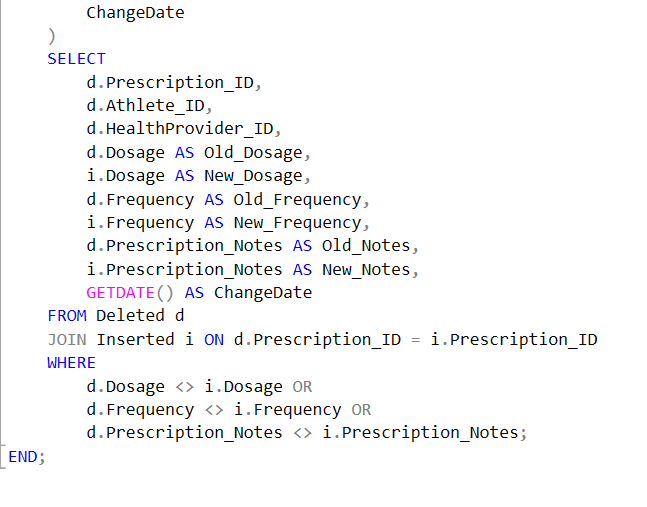 ChangeDate
)
SELECT
d.Prescription_ID,
d.Athlete_ID,
d.HealthProvider_ID,
d.Dosage AS Old_Dosage,
i.Dosage AS New_Dosage,
d.Frequency AS Old_Frequency,
i.Frequency AS New_Frequency,
d.Prescription_Notes AS Old_Notes,
i.Prescription_Notes AS New_Notes,
GETDATE() AS ChangeDate
FROM Deleted d
JOIN Inserted i ON d.Prescription_ID = i.Prescription_ID
WHERE
d.Dosage <> i.Dosage OR
d.Frequency <> i.Frequency OR
d.Prescription_Notes <> i.Prescription_Notes;
END;